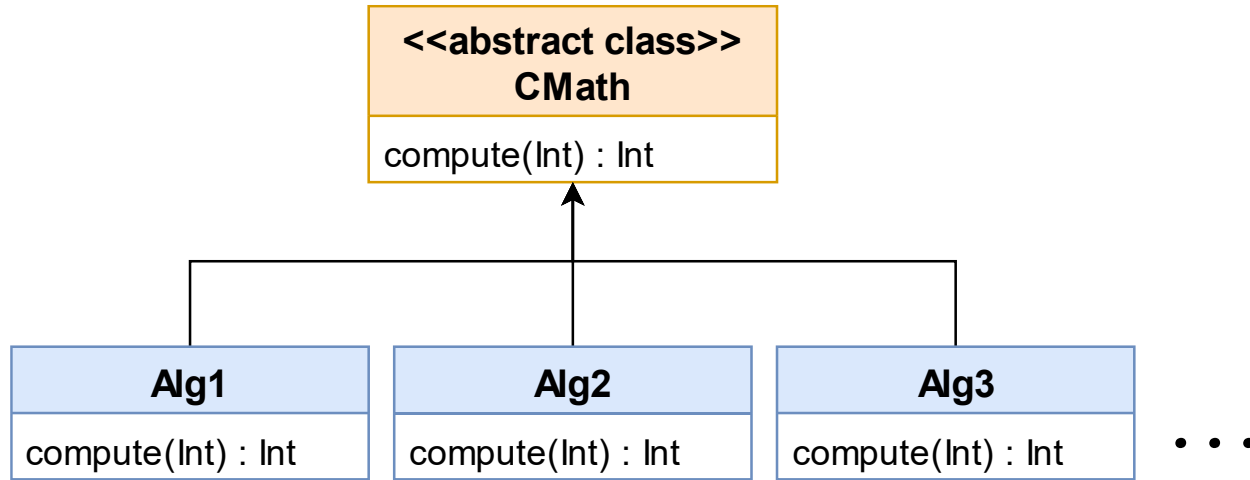 <<abstract class>>
CMath
compute(Int) : Int
Alg1
compute(Int) : Int
Alg2
compute(Int) : Int
Alg3
compute(Int) : Int
. . .